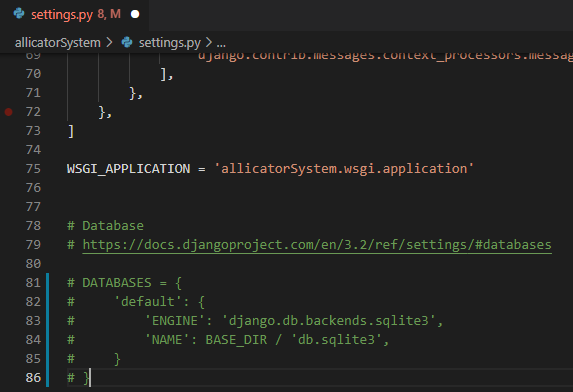 settings.py 8, M
allicatorSystem > settings.py > ...
69 django.contrib.messages.context_processors.messag
70 ],
71 },
72 },
73 ]
74
75 WSGI_APPLICATION = 'allicatorSystem.wsgi.application'
76
77
78 # Database
79 # https://docs.djangoproject.com/en/3.2/ref/settings/#databases
80
81 # DATABASES = {
82 #     'default': {
83 #         'ENGINE': 'django.db.backends.sqlite3',
84 #         'NAME': BASE_DIR / 'db.sqlite3',
85 #     }
86 # }